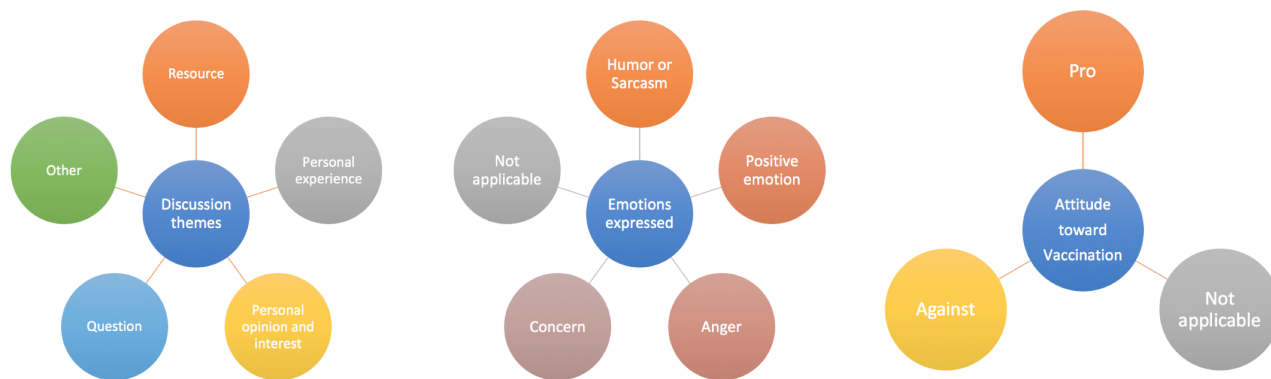 Resource
Personal
experience
Personal
opinion and
interest
Question
Other
Discussion
themes
Humor or
Sarcasm
Positive
emotion
Anger
Concern
Not
applicable
Emotions
expressed
Pro
Not
applicable
Against
Attitude
toward
Vaccination